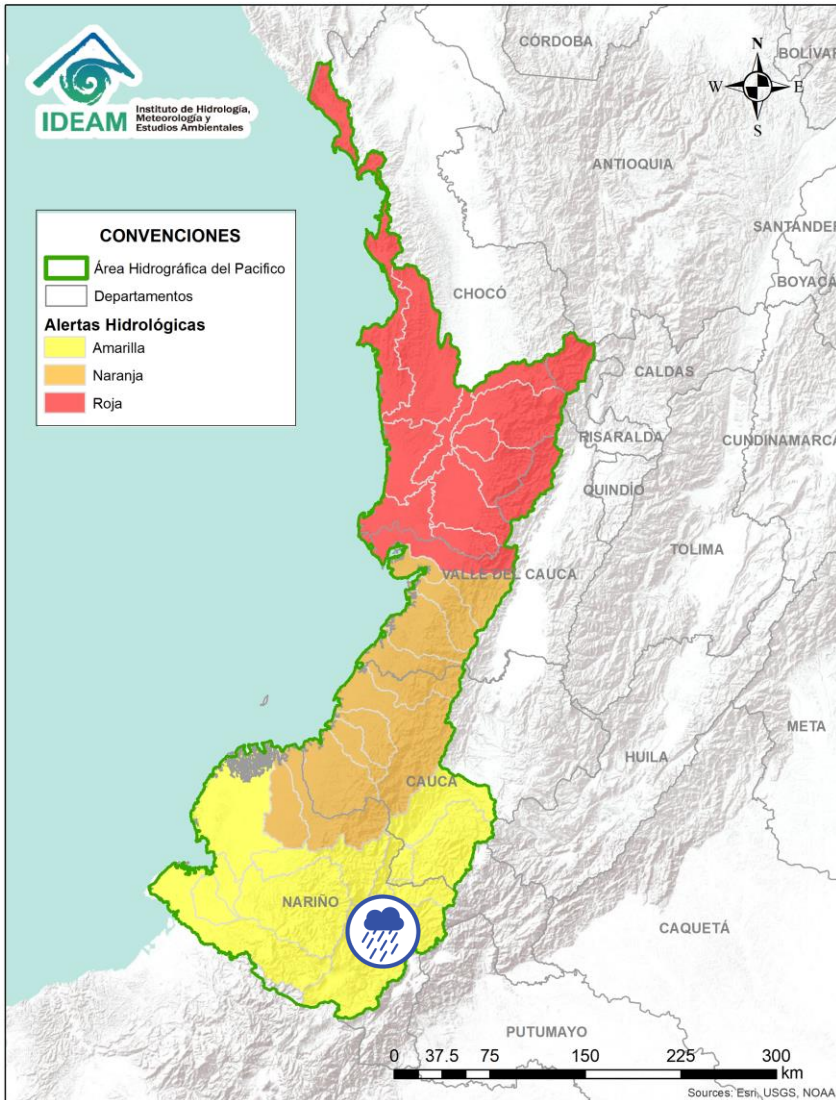 IDEAM
Instituto de Hidrología,
Meteorología y
Estudios Ambientales
CÓRDOBA
BOLÍVAR
N
W
E
S
ANTIOQUIA
SANTANDER
BOYACÁ
CONVENCIONES
Área Hidrográfica del Pacifico
Departamentos
Alertas Hidrológicas
Amarilla
Naranja
Roja
CHOCÓ
CALDAS
RISARALDA
CUNDINAMARCA
QUINDÍO
TOLIMA
VALLE DEL CAUCA
META
HUILA
CAUCA
NARIÑO
CAQUETÁ
PUTUMAYO
0 37.5 75 150 225 300
km
Sources: Esri, USGS, NOAA